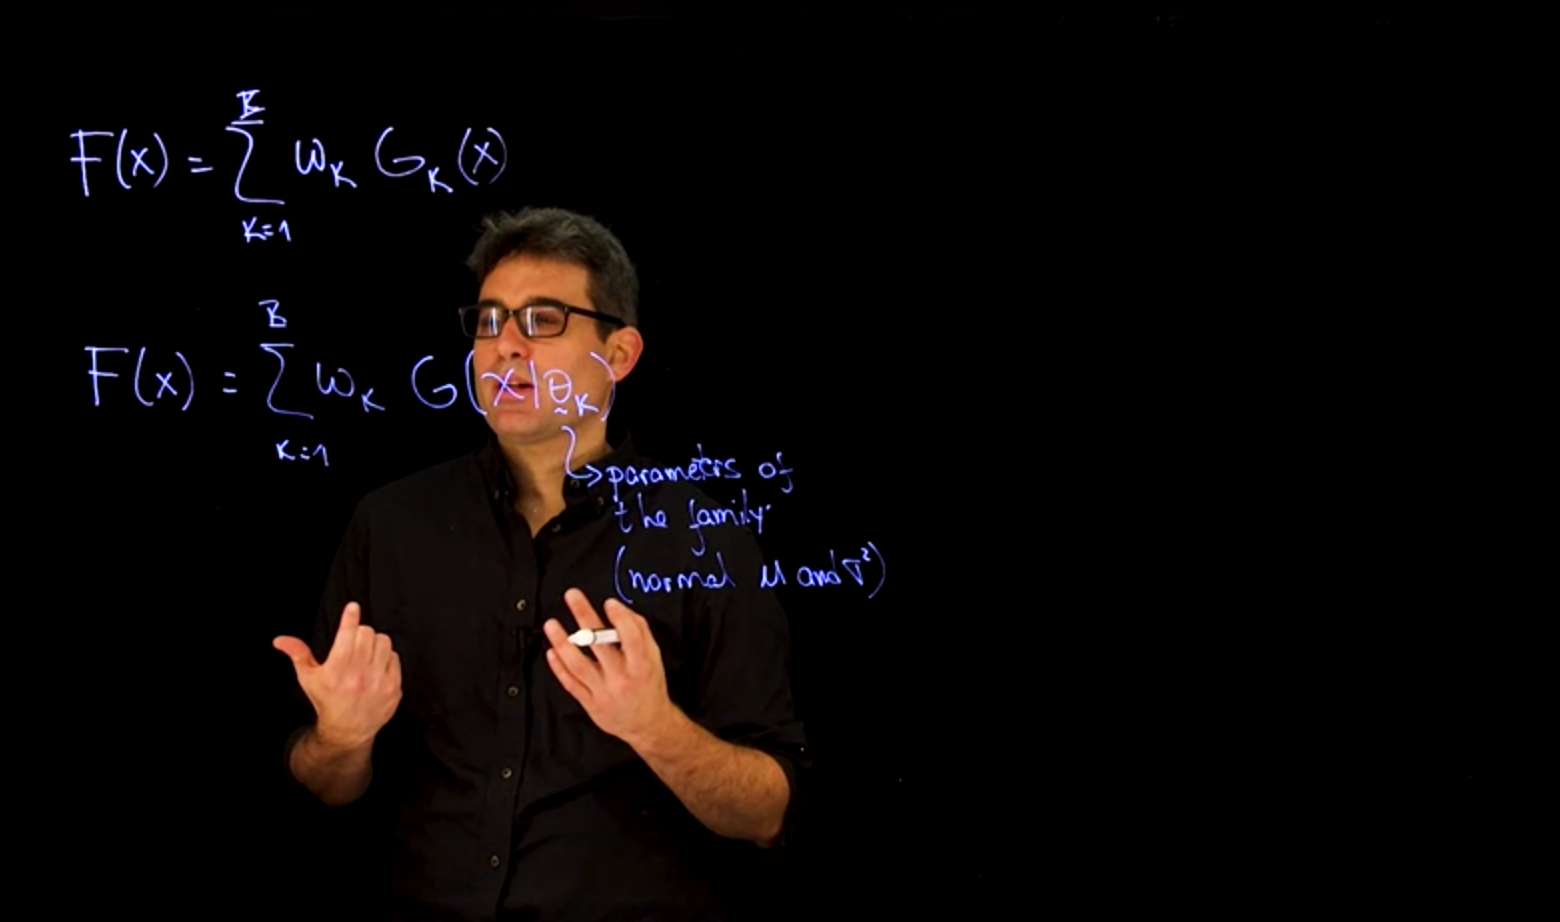 F(x) = ∑ K K=1 ω_K G_K(x)
F(x) = ∑ K K=1 ω_K G(x|θ_K)
parameters of
the family
(normal μ and σ²)